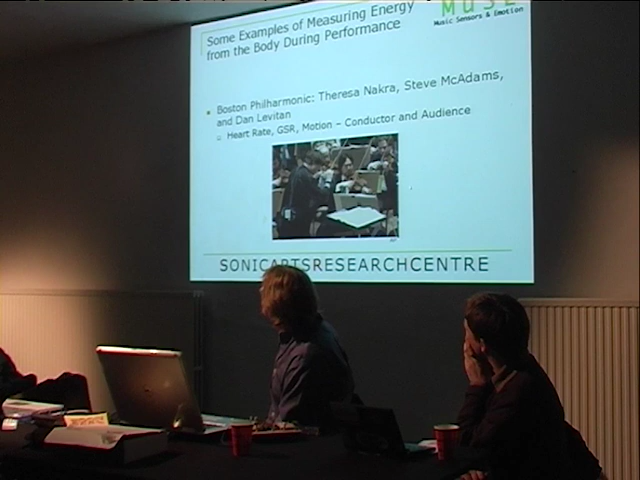 Some Examples of Measuring Energy
from the Body During Performance
MuSE
Music Sensors & Emotion
Boston Philharmonic: Theresa Nakra, Steve McAdams,
and Dan Levitan
Heart Rate, GSR, Motion – Conductor and Audience
SONICARTSRESEARCHCENTRE